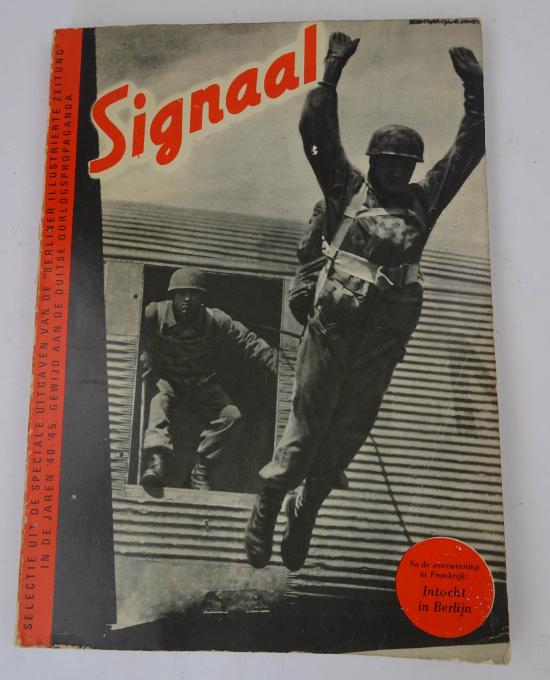 Signaal
SELECTIE UIT DE SPECIALE UITGAVEN VAN DE "BERLINER ILLUSTRIERTE ZEITUNG"
IN DE JAREN 40-'45, GEWIJD AAN DE DUITSE OORLOGSPROPAGANDA
Na de overwinning
in Frankrijk:
Intocht
in Berlijn